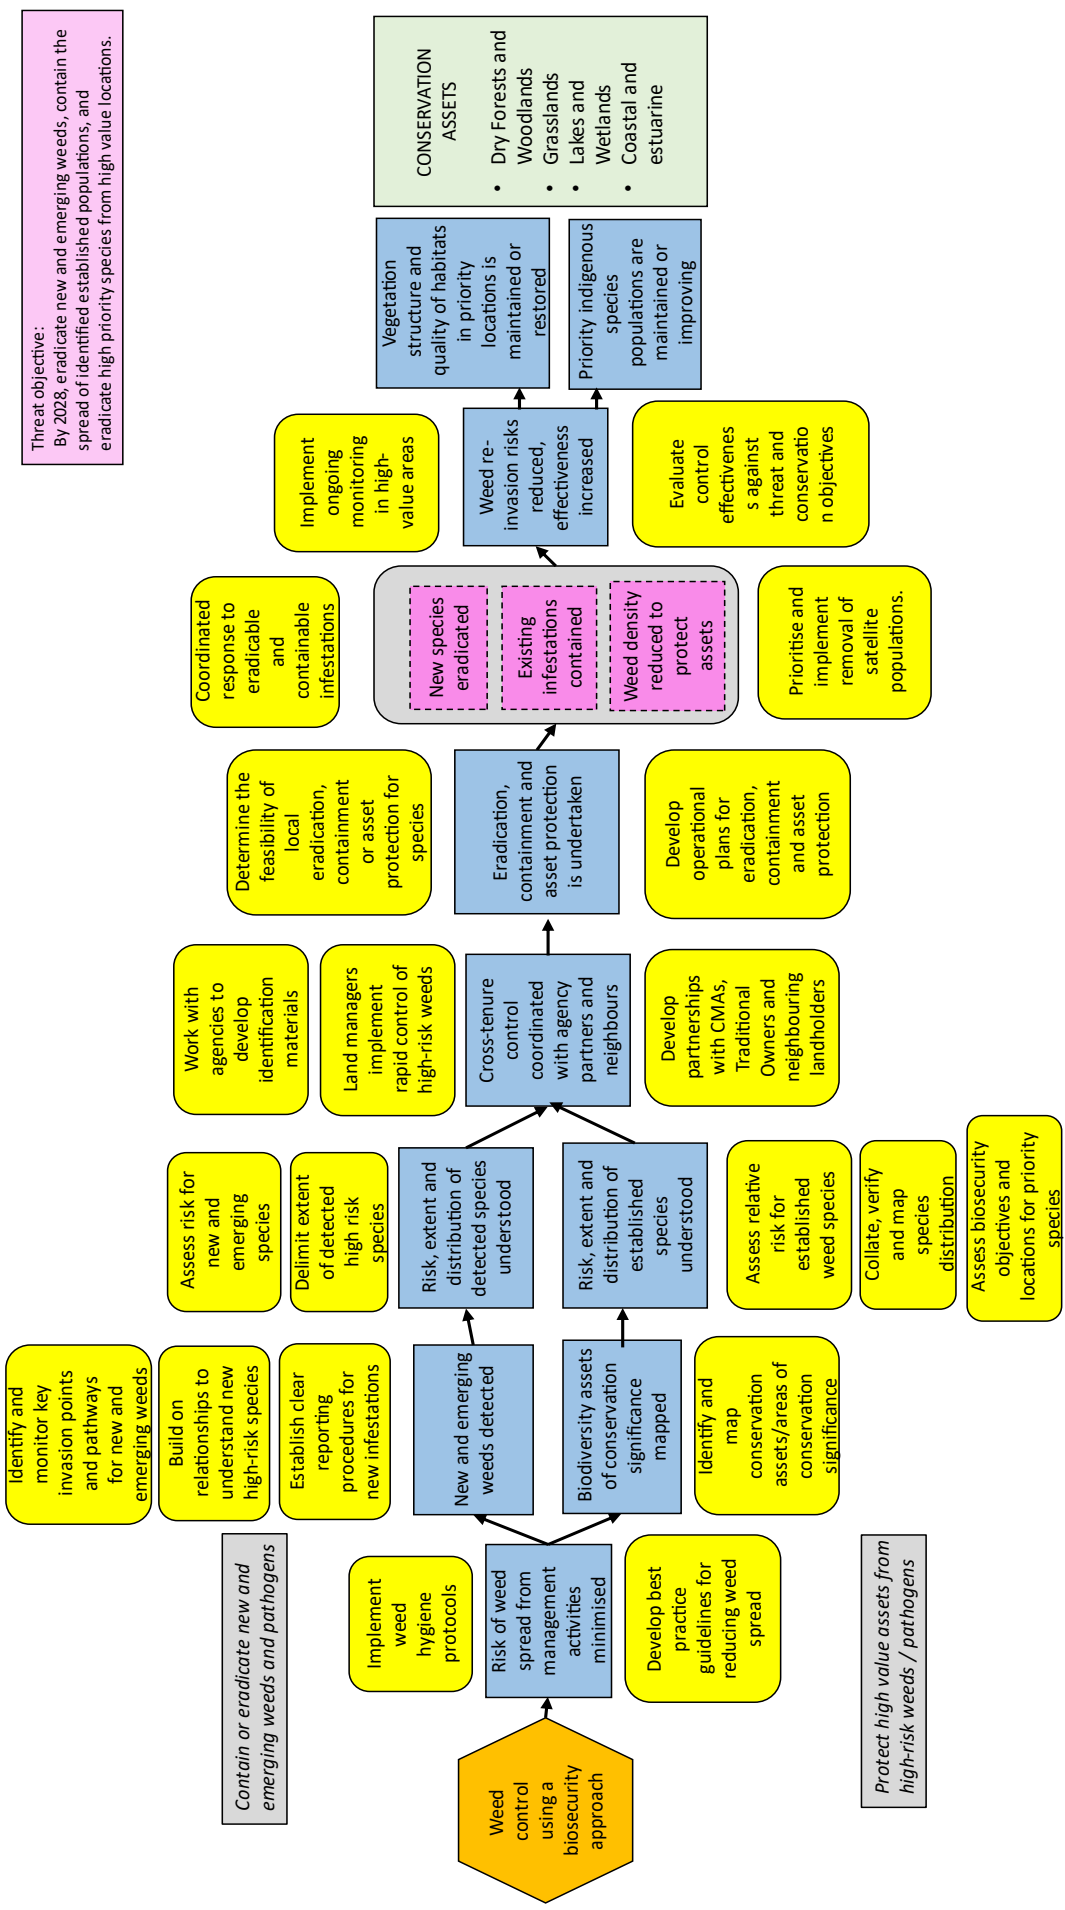 Threat objective:
By 2028, eradicate new and emerging weeds, contain the
spread of identified established populations, and
eradicate high priority species from high value locations.
Contain or eradicate new and
emerging weeds and pathogens
Weed
control
using a
biosecurity
approach
Protect high value assets from
high-risk weeds / pathogens
Implement
weed
hygiene
protocols
Risk of weed
spread from
management
activities
minimised
Develop best
practice
guidelines for
reducing weed
spread
Identify and
monitor key
invasion points
and pathways
for new and
emerging weeds
Build on
relationships to
understand new
high-risk species
Establish clear
reporting
procedures for
new infestations
New and emerging
weeds detected
Biodiversity assets
of conservation
significance
mapped
Identify and
map
conservation
assets/areas of
conservation
significance
Assess risk for
new and
emerging
species
Delimit extent
of detected
high risk
species
Risk, extent and
distribution of
detected species
understood
Risk, extent and
distribution of
established
species
understood
Assess relative
risk for
established
weed species
Collate, verify
and map
species
distribution
Assess biosecurity
objectives and
locations for priority
species
Work with
agencies to
develop
identification
materials
Land managers
implement
rapid control of
high-risk weeds
Cross-tenure
control
coordinated
with agency
partners and
neighbours
Develop
partnerships
with CMAs,
Traditional
Owners and
neighbouring
landholders
Determine the
feasibility of
local
eradication,
containment
or asset
protection for
species
Eradication,
containment and
asset protection
is undertaken
Develop
operational
plans for
eradication,
containment
and asset
protection
Coordinated
response to
eradicable
and
containable
infestations
New species
eradicated
Existing
infestations
contained
Weed density
reduced to
protect
assets
Prioritise and
implement
removal of
satellite
populations.
Implement
ongoing
monitoring
in high-
value areas
Weed re-
invasion risks
reduced,
effectiveness
increased
Evaluate
control
effectivenes
s against
threat and
conservatio
n objectives
Vegetation
structure and
quality of habitats
in priority
locations is
maintained or
restored
Priority indigenous
species
populations are
maintained or
improving
CONSERVATION
ASSETS
• Dry Forests and
Woodlands
• Grasslands
• Lakes and
Wetlands
• Coastal and
estuarine